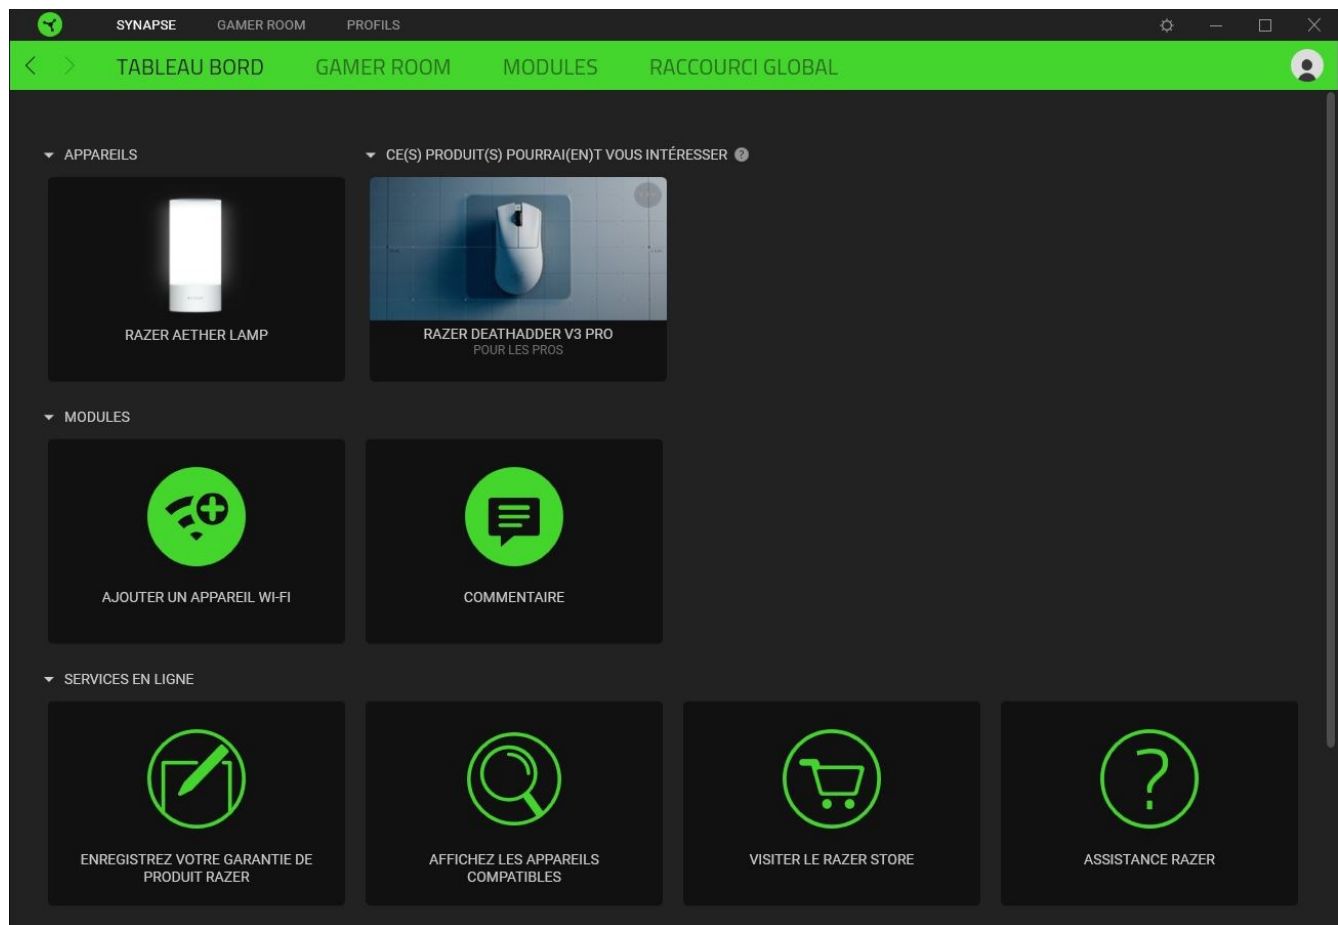 SYNAPSE GAMER ROOM PROFILS
TABLEAU BORD GAMER ROOM MODULES RACCOURCI GLOBAL
APPAREILS
CE(S) PRODUIT(S) POURRAI(EN)T VOUS INTÉRESSER ?
RAZER AETHER LAMP
RAZER DEATHADDER V3 PRO
POUR LES PROS
MODULES
AJOUTER UN APPAREIL WI-FI
COMMENTAIRE
SERVICES EN LIGNE
ENREGISTREZ VOTRE GARANTIE DE
PRODUIT RAZER
AFFICHEZ LES APPAREILS
COMPATIBLES
VISITER LE RAZER STORE
ASSISTANCE RAZER